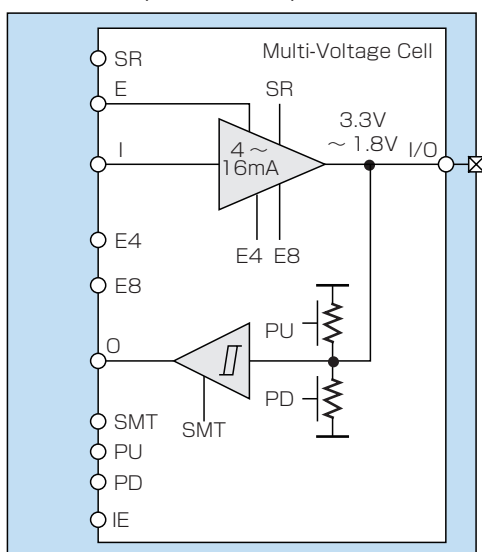 Multi-Voltage Cell
SR
E
SR
3.3V
～ 1.8V
I
4～
16mA
I/O
E4
E4 E8
E8
PU
O
PD
SMT
SMT
PU
PD
IE